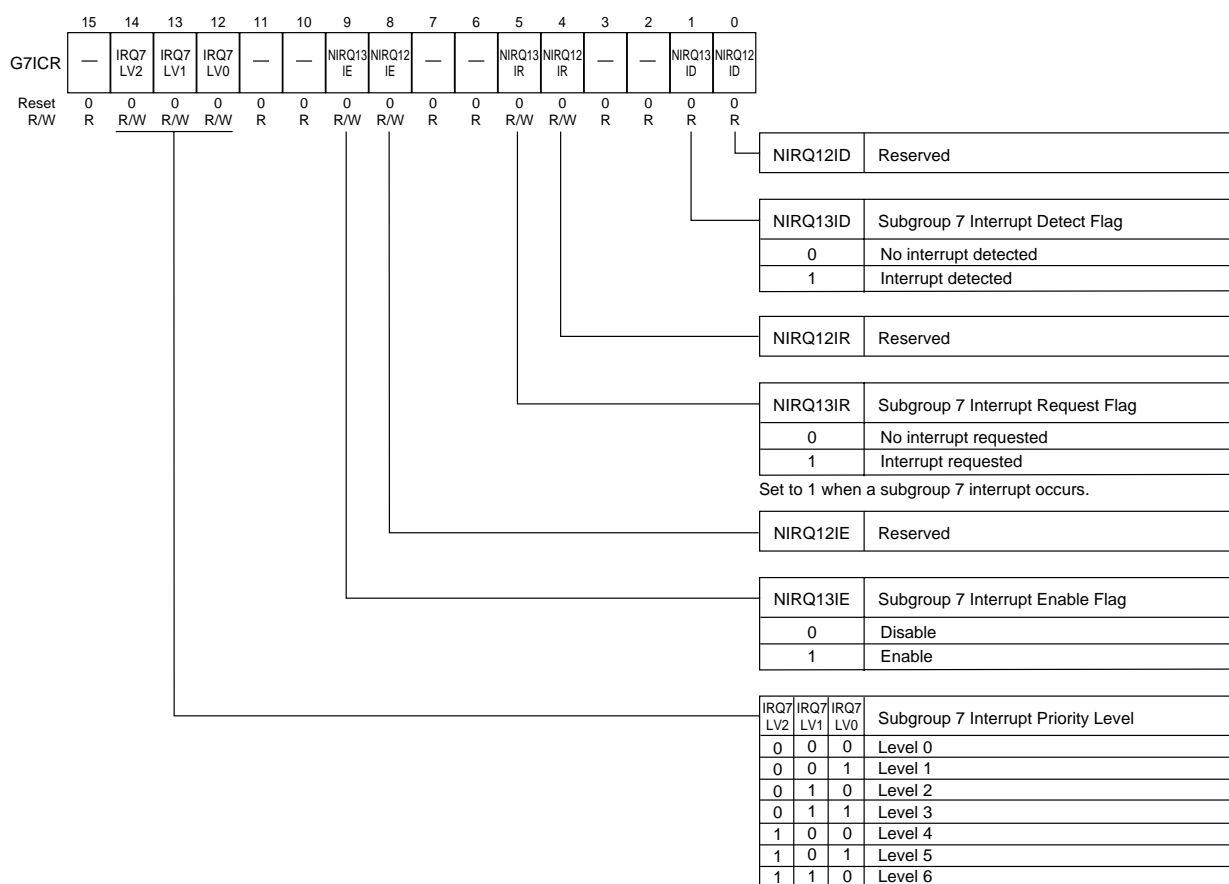 15 14 13 12 11 10 9 8 7 6 5 4 3 2 1 0
G7ICR — IRQ7 LV2 IRQ7 LV1 IRQ7 LV0 — — NIRQ13 IE NIRQ12 IE — — NIRQ13 IR NIRQ12 IR — — NIRQ13 ID NIRQ12 ID
Reset 0 0 0 0 0 0 0 0 0 0 0 0 0 0 0 0
R/W R R/W R/W R/W R R R/W R/W R R R/W R/W R R R R
NIRQ12ID Reserved
NIRQ13ID Subgroup 7 Interrupt Detect Flag
0 No interrupt detected
1 Interrupt detected
NIRQ12IR Reserved
NIRQ13IR Subgroup 7 Interrupt Request Flag
0 No interrupt requested
1 Interrupt requested
Set to 1 when a subgroup 7 interrupt occurs.
NIRQ12IE Reserved
NIRQ13IE Subgroup 7 Interrupt Enable Flag
0 Disable
1 Enable
IRQ7 LV2 IRQ7 LV1 IRQ7 LV0 Subgroup 7 Interrupt Priority Level
0 0 0 Level 0
0 0 1 Level 1
0 1 0 Level 2
0 1 1 Level 3
1 0 0 Level 4
1 0 1 Level 5
1 1 0 Level 6